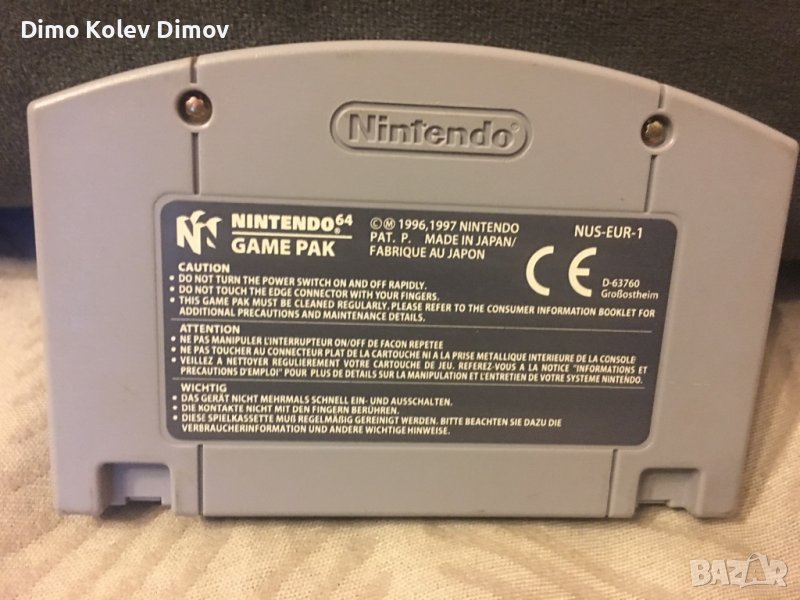 Dimo Kolev Dimov
Nintendo
NINTENDO64
GAME PAK
©Ⓜ 1996,1997 NINTENDO
PAT. P. MADE IN JAPAN/
FABRIQUE AU JAPON
NUS-EUR-1
CE
D-63760
Großostheim
CAUTION
• DO NOT TURN THE POWER SWITCH ON AND OFF RAPIDLY.
• DO NOT TOUCH THE EDGE CONNECTOR WITH YOUR FINGERS.
• THIS GAME PAK MUST BE CLEANED REGULARLY. PLEASE REFER TO THE CONSUMER INFORMATION BOOKLET FOR
ADDITIONAL PRECAUTIONS AND MAINTENANCE DETAILS.
ATTENTION
• NE PAS MANIPULER L'INTERRUPTEUR ON/OFF DE FACON REPETEE
• NE PAS TOUCHER AU CONNECTEUR PLAT DE LA CARTOUCHE NI A LA PRISE METALLIQUE INTERIEURE DE LA CONSOLE
• VEILLEZ A NETTOYER REGULIEREMENT VOTRE CARTOUCHE DE JEU. REFEREZ-VOUS A LA NOTICE "INFORMATIONS ET
PRECAUTIONS D'EMPLOI" POUR PLUS DE DETAILS SUR LA MANIPULATION ET L'ENTRETIEN DE VOTRE SYSTEME NINTENDO.
WICHTIG
• DAS GERÄT NICHT MEHRMALS SCHNELL EIN- UND AUSSCHALTEN.
• DIE KONTAKTE NICHT MIT DEN FINGERN BERÜHREN.
• DIESE SPIELKASSETTE MUß REGELMÄßIG GEREINIGT WERDEN. BITTE BEACHTEN SIE DAZU DIE
VERBRAUCHERINFORMATION UND ANDERE WICHTIGE HINWEISE.
BAZAR